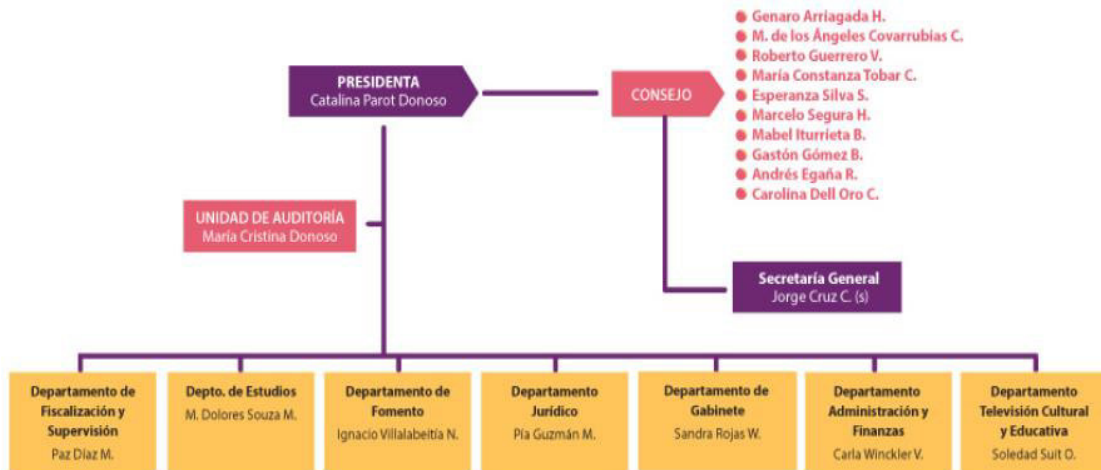 PRESIDENTA
Catalina Parot Donoso
CONSEJO
Genaro Arriagada H.
M. de los Ángeles Covarrubias C.
Roberto Guerrero V.
María Constanza Tobar C.
Esperanza Silva S.
Marcelo Segura H.
Mabel Iturrieta B.
Gastón Gómez B.
Andrés Egaña R.
Carolina Dell Oro C.
UNIDAD DE AUDITORÍA
María Cristina Donoso
Secretaría General
Jorge Cruz C. (s)
Departamento de
Fiscalización y
Supervisión
Paz Díaz M.
Depto. de Estudios
M. Dolores Souza M.
Departamento de
Fomento
Ignacio Villalabeitía N.
Departamento
Jurídico
Pía Guzmán M.
Departamento de
Gabinete
Sandra Rojas W.
Departamento
Administración y
Finanzas
Carla Winckler V.
Departamento
Televisión Cultural
y Educativa
Soledad Suit O.